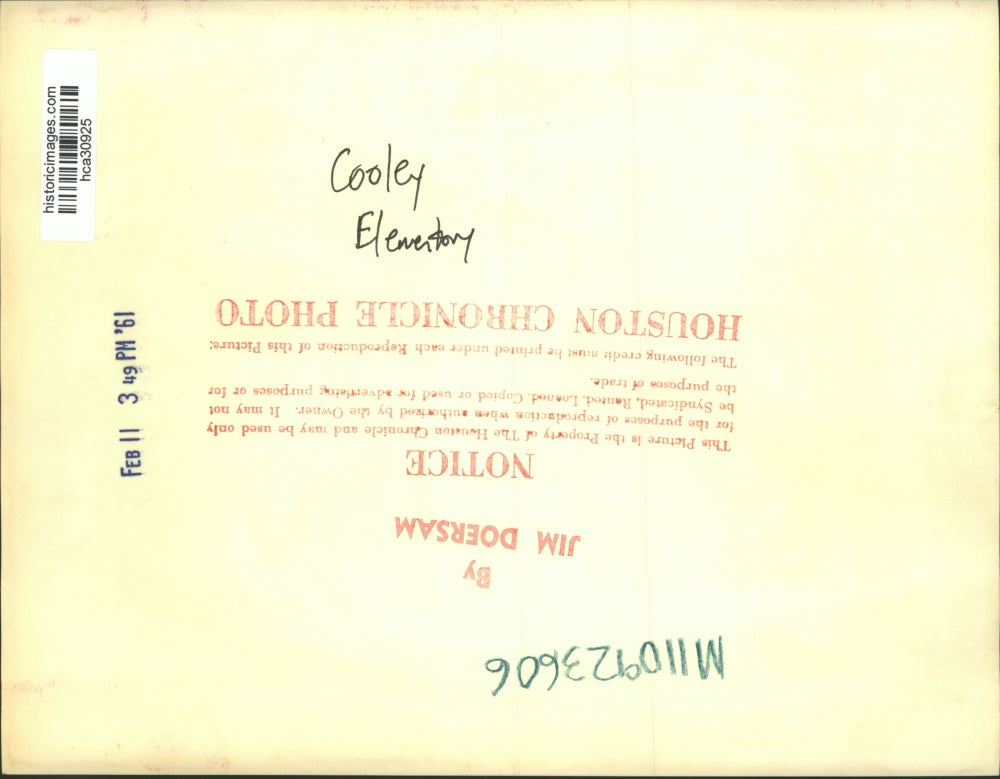 historicimages.com
hca30925
Cooley
Elementary
FEB 11 3 49 PM '61
By
JIM DOERSAM
NOTICE
This Picture is the Property of The Houston Chronicle and may be used only
for the purposes of reproduction when authorized by the Owner. It may not
be Syndicated, Rented, Loaned, Copied or used for advertising purposes or for
the purposes of trade.
The following credit must be printed under each Reproduction of this Picture:
HOUSTON CHRONICLE PHOTO
M110923606